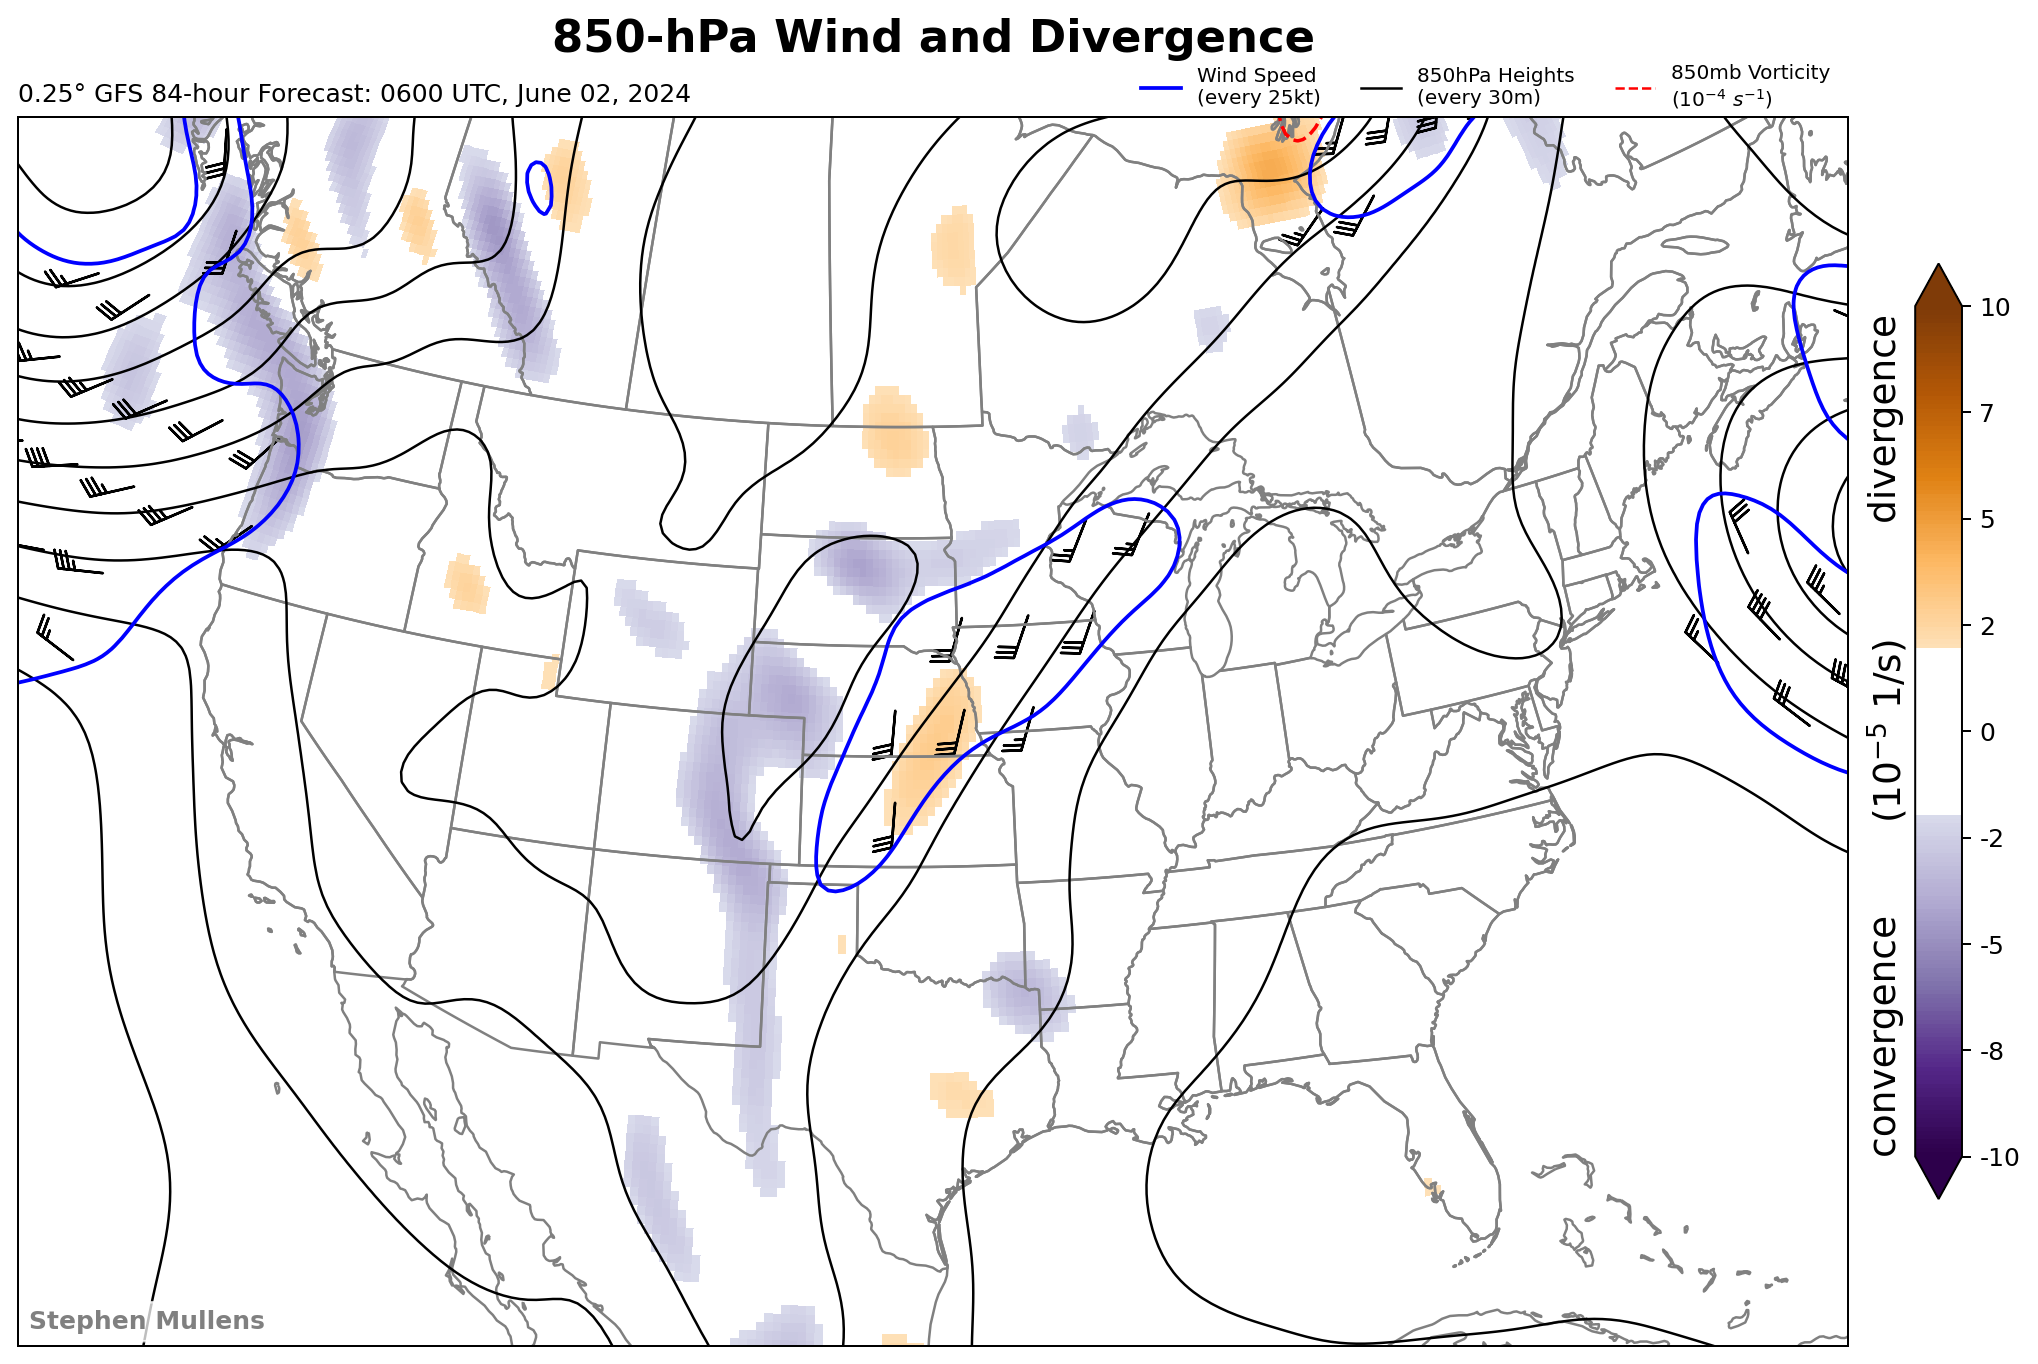 850-hPa Wind and Divergence
0.25° GFS 84-hour Forecast: 0600 UTC, June 02, 2024
Wind Speed
(every 25kt)
850hPa Heights
(every 30m)
850mb Vorticity
(10⁻⁴ s⁻¹)
10
7
5
2
0
-2
-5
-8
-10
convergence (10⁻⁵ 1/s) divergence
Stephen Mullens